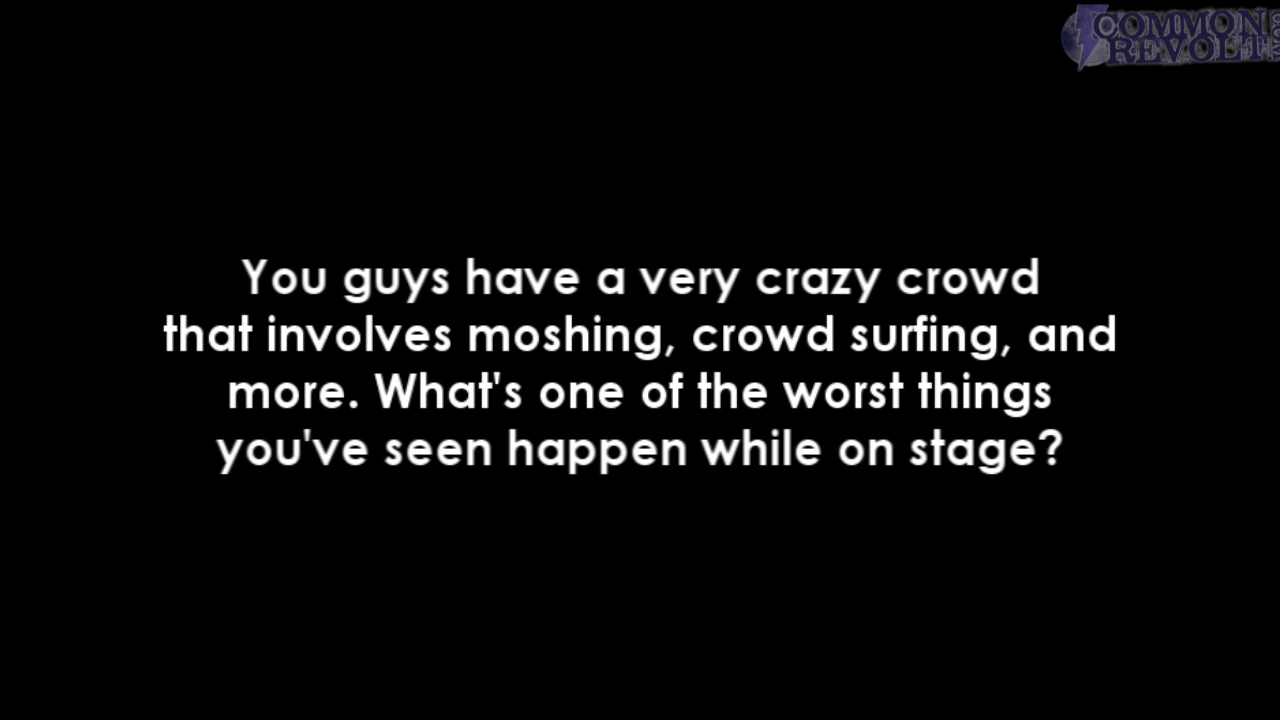 COMMON
REVOLT
You guys have a very crazy crowd
that involves moshing, crowd surfing, and
more. What's one of the worst things
you've seen happen while on stage?